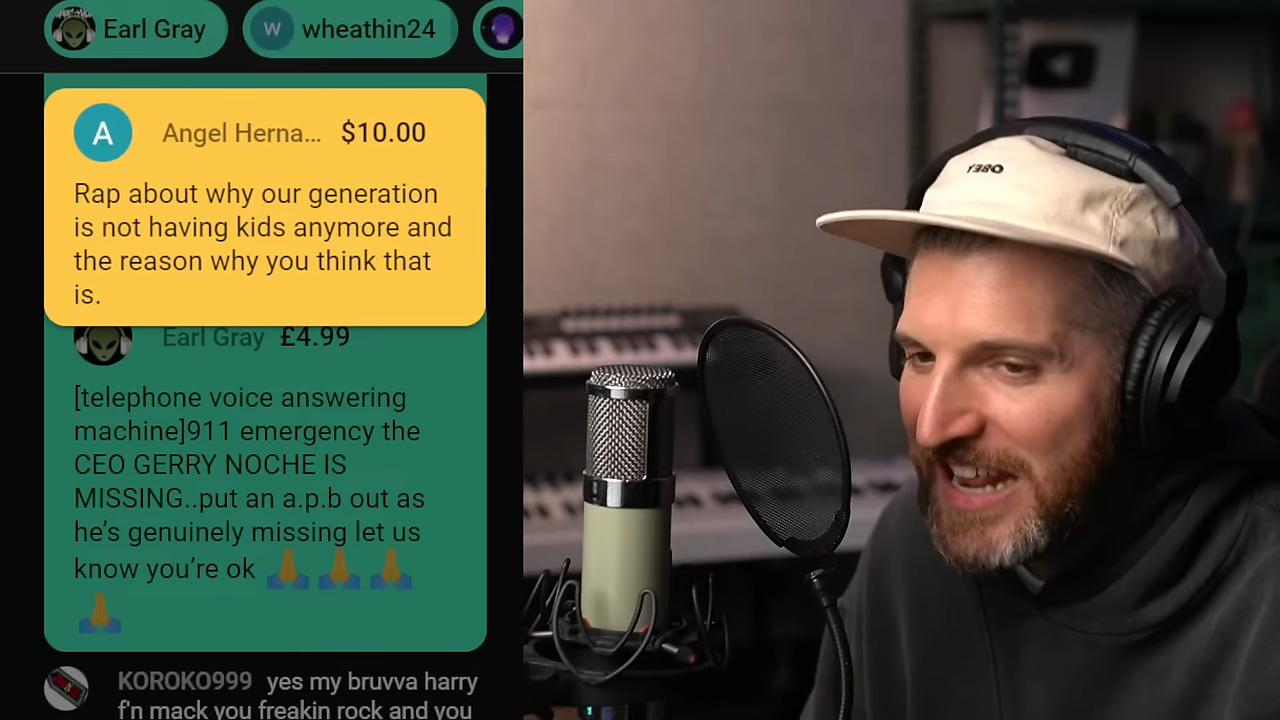 Earl Gray
W wheathin24
A Angel Herna... $10.00
Rap about why our generation
is not having kids anymore and
the reason why you think that
is.
Earl Gray £4.99
[telephone voice answering
machine]911 emergency the
CEO GERRY NOCHE IS
MISSING..put an a.p.b out as
he's genuinely missing let us
know you're ok 🙏 🙏 🙏
🙏
KOROKO999 yes my bruvva harry
f'n mack you freakin rock and you
OBEY